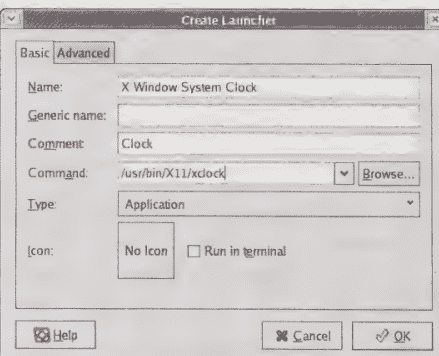 Create Launcher
Basic Advanced
Name: X Window System Clock
Generic name:
Comment Clock
Command: /usr/bin/X11/xclock
Browse...
Type: Application
Icon: No Icon Run in terminal
Help Cancel OK